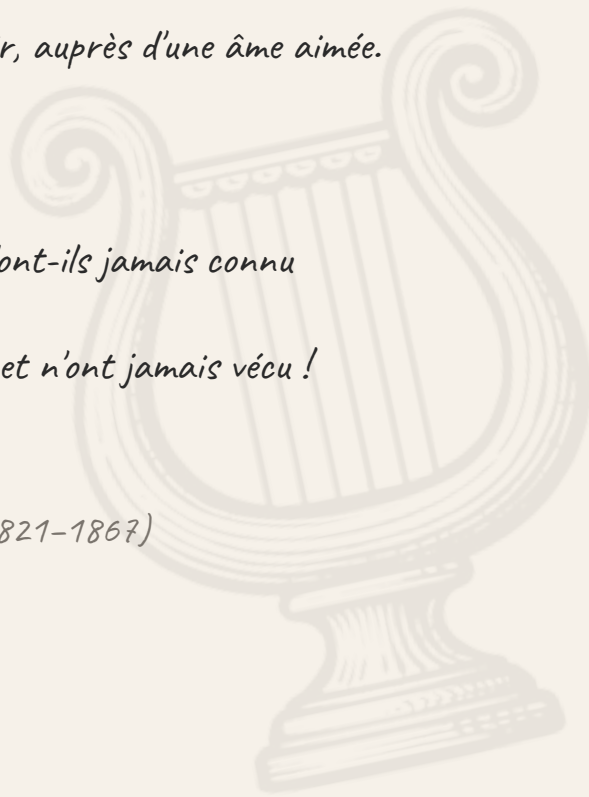 r, auprès d'une âme aimée.
ont-ils jamais connu
et n'ont jamais vécu !
821–1867)